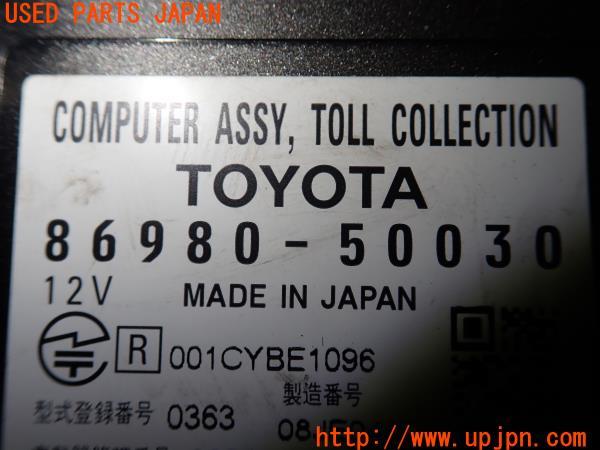 USED PARTS JAPAN
COMPUTER ASSY, TOLL COLLECTION
TOYOTA
86980-50030
12V MADE IN JAPAN
R 001CYBE1096
製造番号
型式登録番号 0363
https://www.upjpn.com